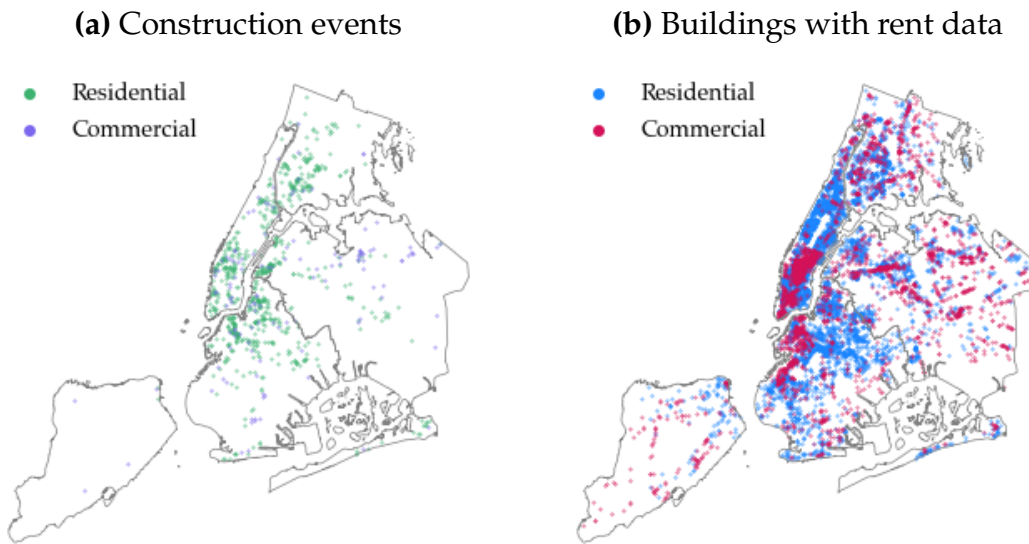 (a) Construction events
Residential
Commercial
(b) Buildings with rent data
Residential
Commercial